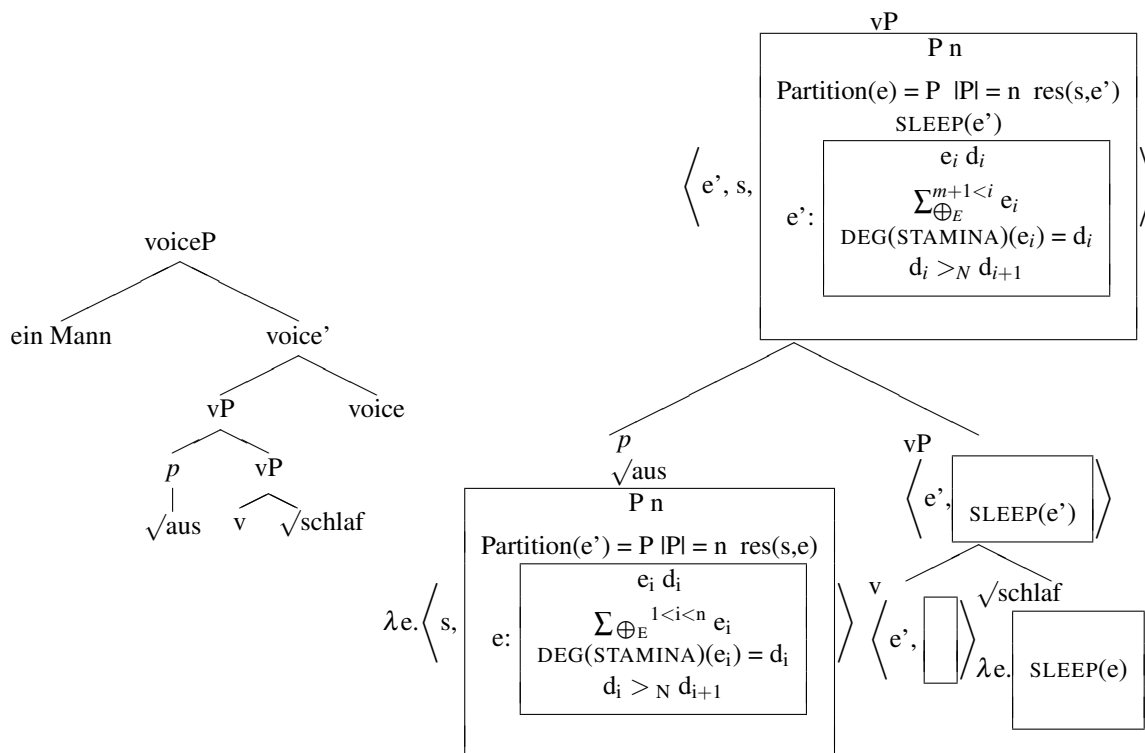 voiceP
ein Mann voice’
vP voice
p vP
√aus v √schlaf
vP
P n
Partition(e) = P |P| = n res(s,e’)
SLEEP(e’)
⟨ e’, s, e’: ⟩
e_i d_i
∑_{⊕_E}^{m+1<i} e_i
DEG(STAMINA)(e_i) = d_i
d_i >_N d_{i+1}
p
√aus
P n
Partition(e’) = P |P| = n res(s,e)
λe. ⟨ s, e: ⟩
e_i d_i
∑_{⊕_E}^{1<i<n} e_i
DEG(STAMINA)(e_i) = d_i
d_i >_N d_{i+1}
vP
⟨ e’, SLEEP(e’) ⟩
v
⟨ e’, ⟩
√schlaf
λe. SLEEP(e)